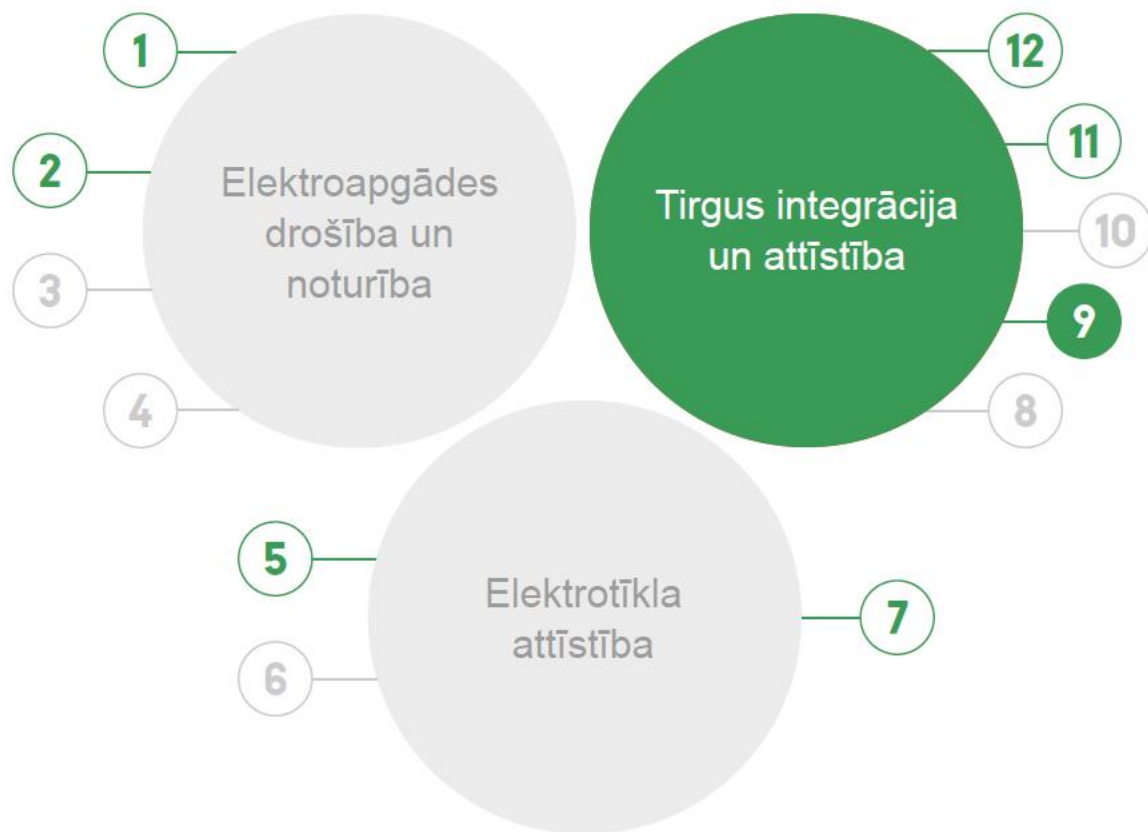 1
2
3
4
Elektroapgādes
drošība un
noturība
Tirgus integrācija
un attīstība
12
11
10
9
8
5
6
Elektrotīkla
attīstība
7